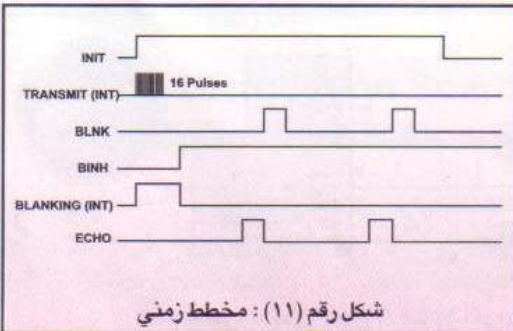 INIT
16 Pulses
TRANSMIT (INT)
BLNK
BINH
BLANKING (INT)
ECHO
شكل رقم (١١) : مخطط زمني